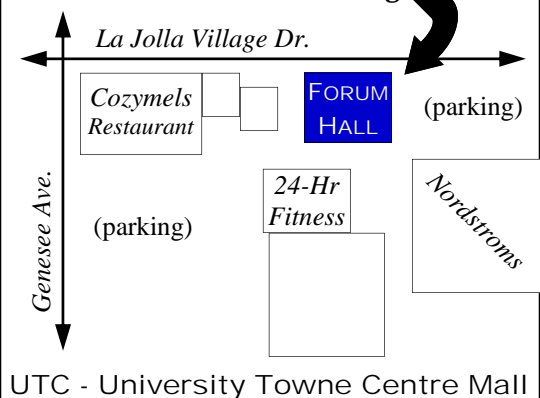 La Jolla Village Dr.
Cozymels
Restaurant
FORUM
HALL
(parking)
24-Hr
Fitness
Nordstroms
(parking)
Genesee Ave.
UTC - University Towne Centre Mall